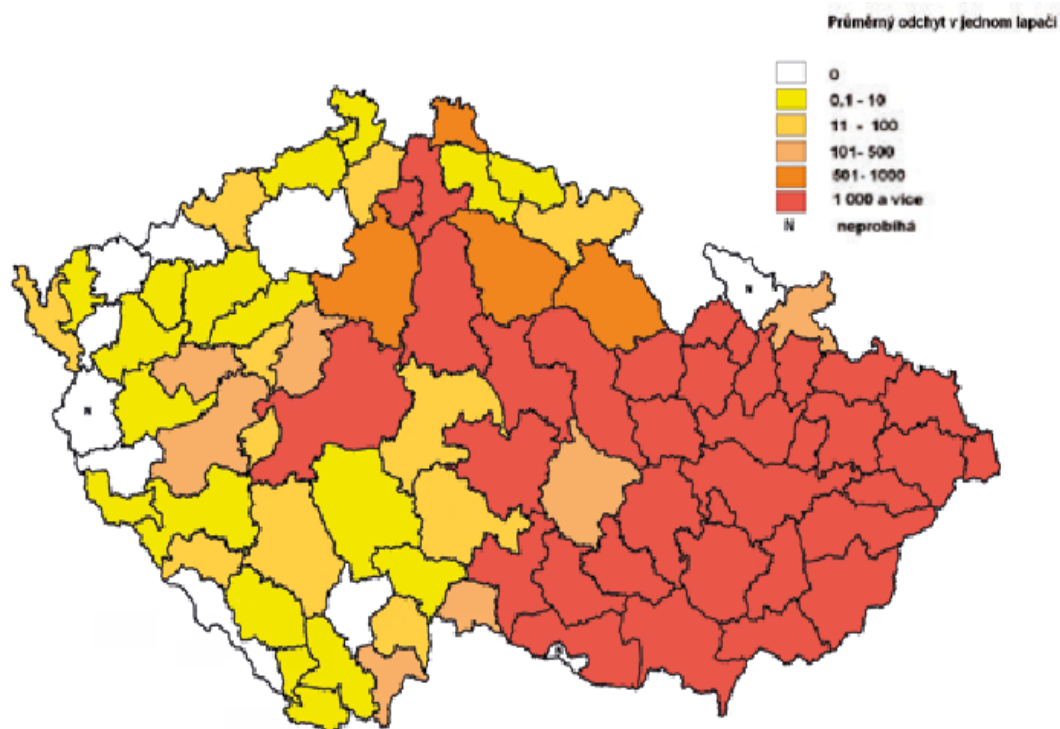 Průměrný odchyt v jednom lapači
0
0,1 - 10
11 - 100
101- 500
501- 1000
1 000 a více
N neprobíhá
N
N